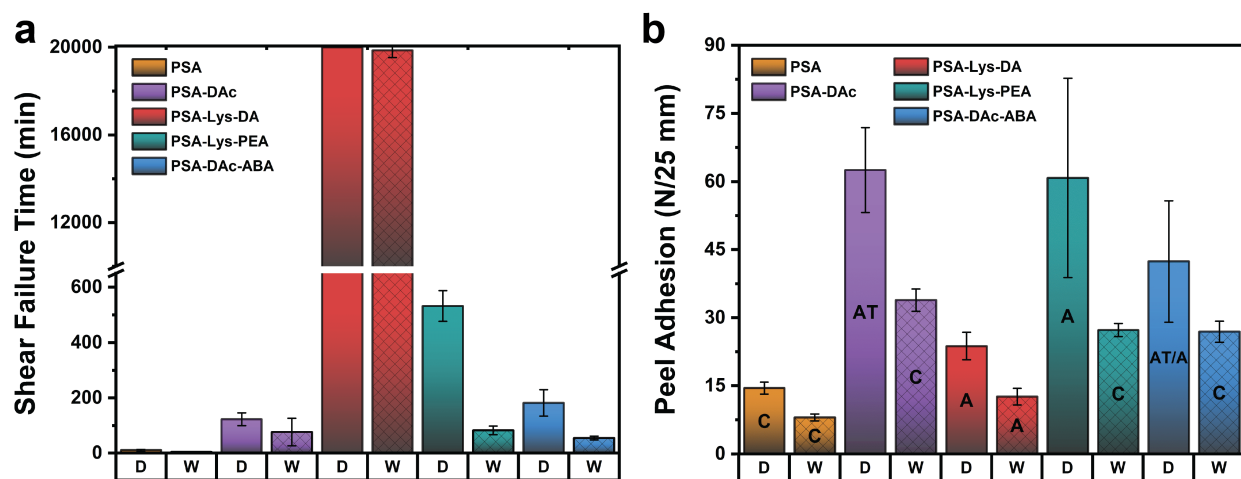 a
Shear Failure Time (min)
20000
16000
12000
600
400
200
0
PSA
PSA-DAc
PSA-Lys-DA
PSA-Lys-PEA
PSA-DAc-ABA
D W D W D W D W D W
b
Peel Adhesion (N/25 mm)
90
75
60
45
30
15
0
PSA PSA-Lys-DA
PSA-DAc PSA-Lys-PEA
PSA-DAc-ABA
C C AT C A A A C AT/A C
D W D W D W D W D W